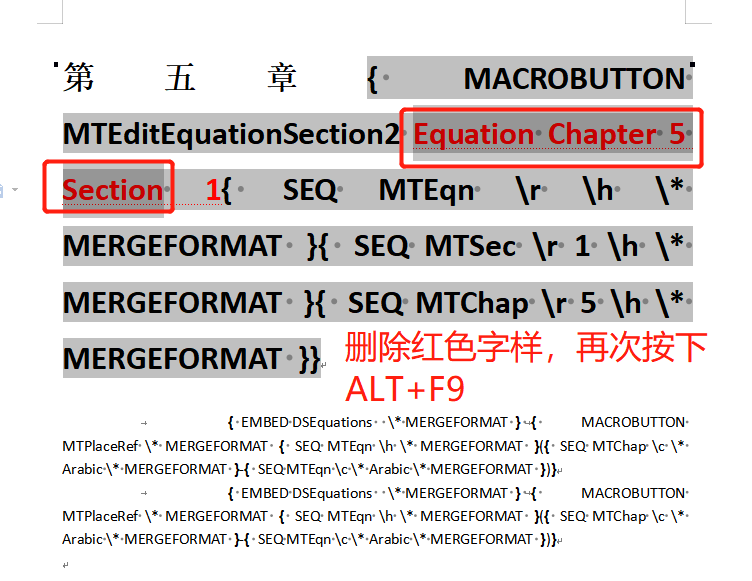 第 五 章 { MACROBUTTON
MTEditEquationSection2 Equation Chapter 5
Section 1{ SEQ MTEqn \r \h \*
MERGEFORMAT }{ SEQ MTSec \r 1 \h \*
MERGEFORMAT }{ SEQ MTChap \r 5 \h \*
MERGEFORMAT }}
删除红色字样，再次按下
ALT+F9
{ EMBED DSEquations \* MERGEFORMAT }{ MACROBUTTON
MTPlaceRef \* MERGEFORMAT { SEQ MTEqn \h \* MERGEFORMAT }({ SEQ MTChap \c \*
Arabic \* MERGEFORMAT }-{ SEQ MTEqn \c \* Arabic \* MERGEFORMAT })}
{ EMBED DSEquations \* MERGEFORMAT }{ MACROBUTTON
MTPlaceRef \* MERGEFORMAT { SEQ MTEqn \h \* MERGEFORMAT }({ SEQ MTChap \c \*
Arabic \* MERGEFORMAT }-{ SEQ MTEqn \c \* Arabic \* MERGEFORMAT })}